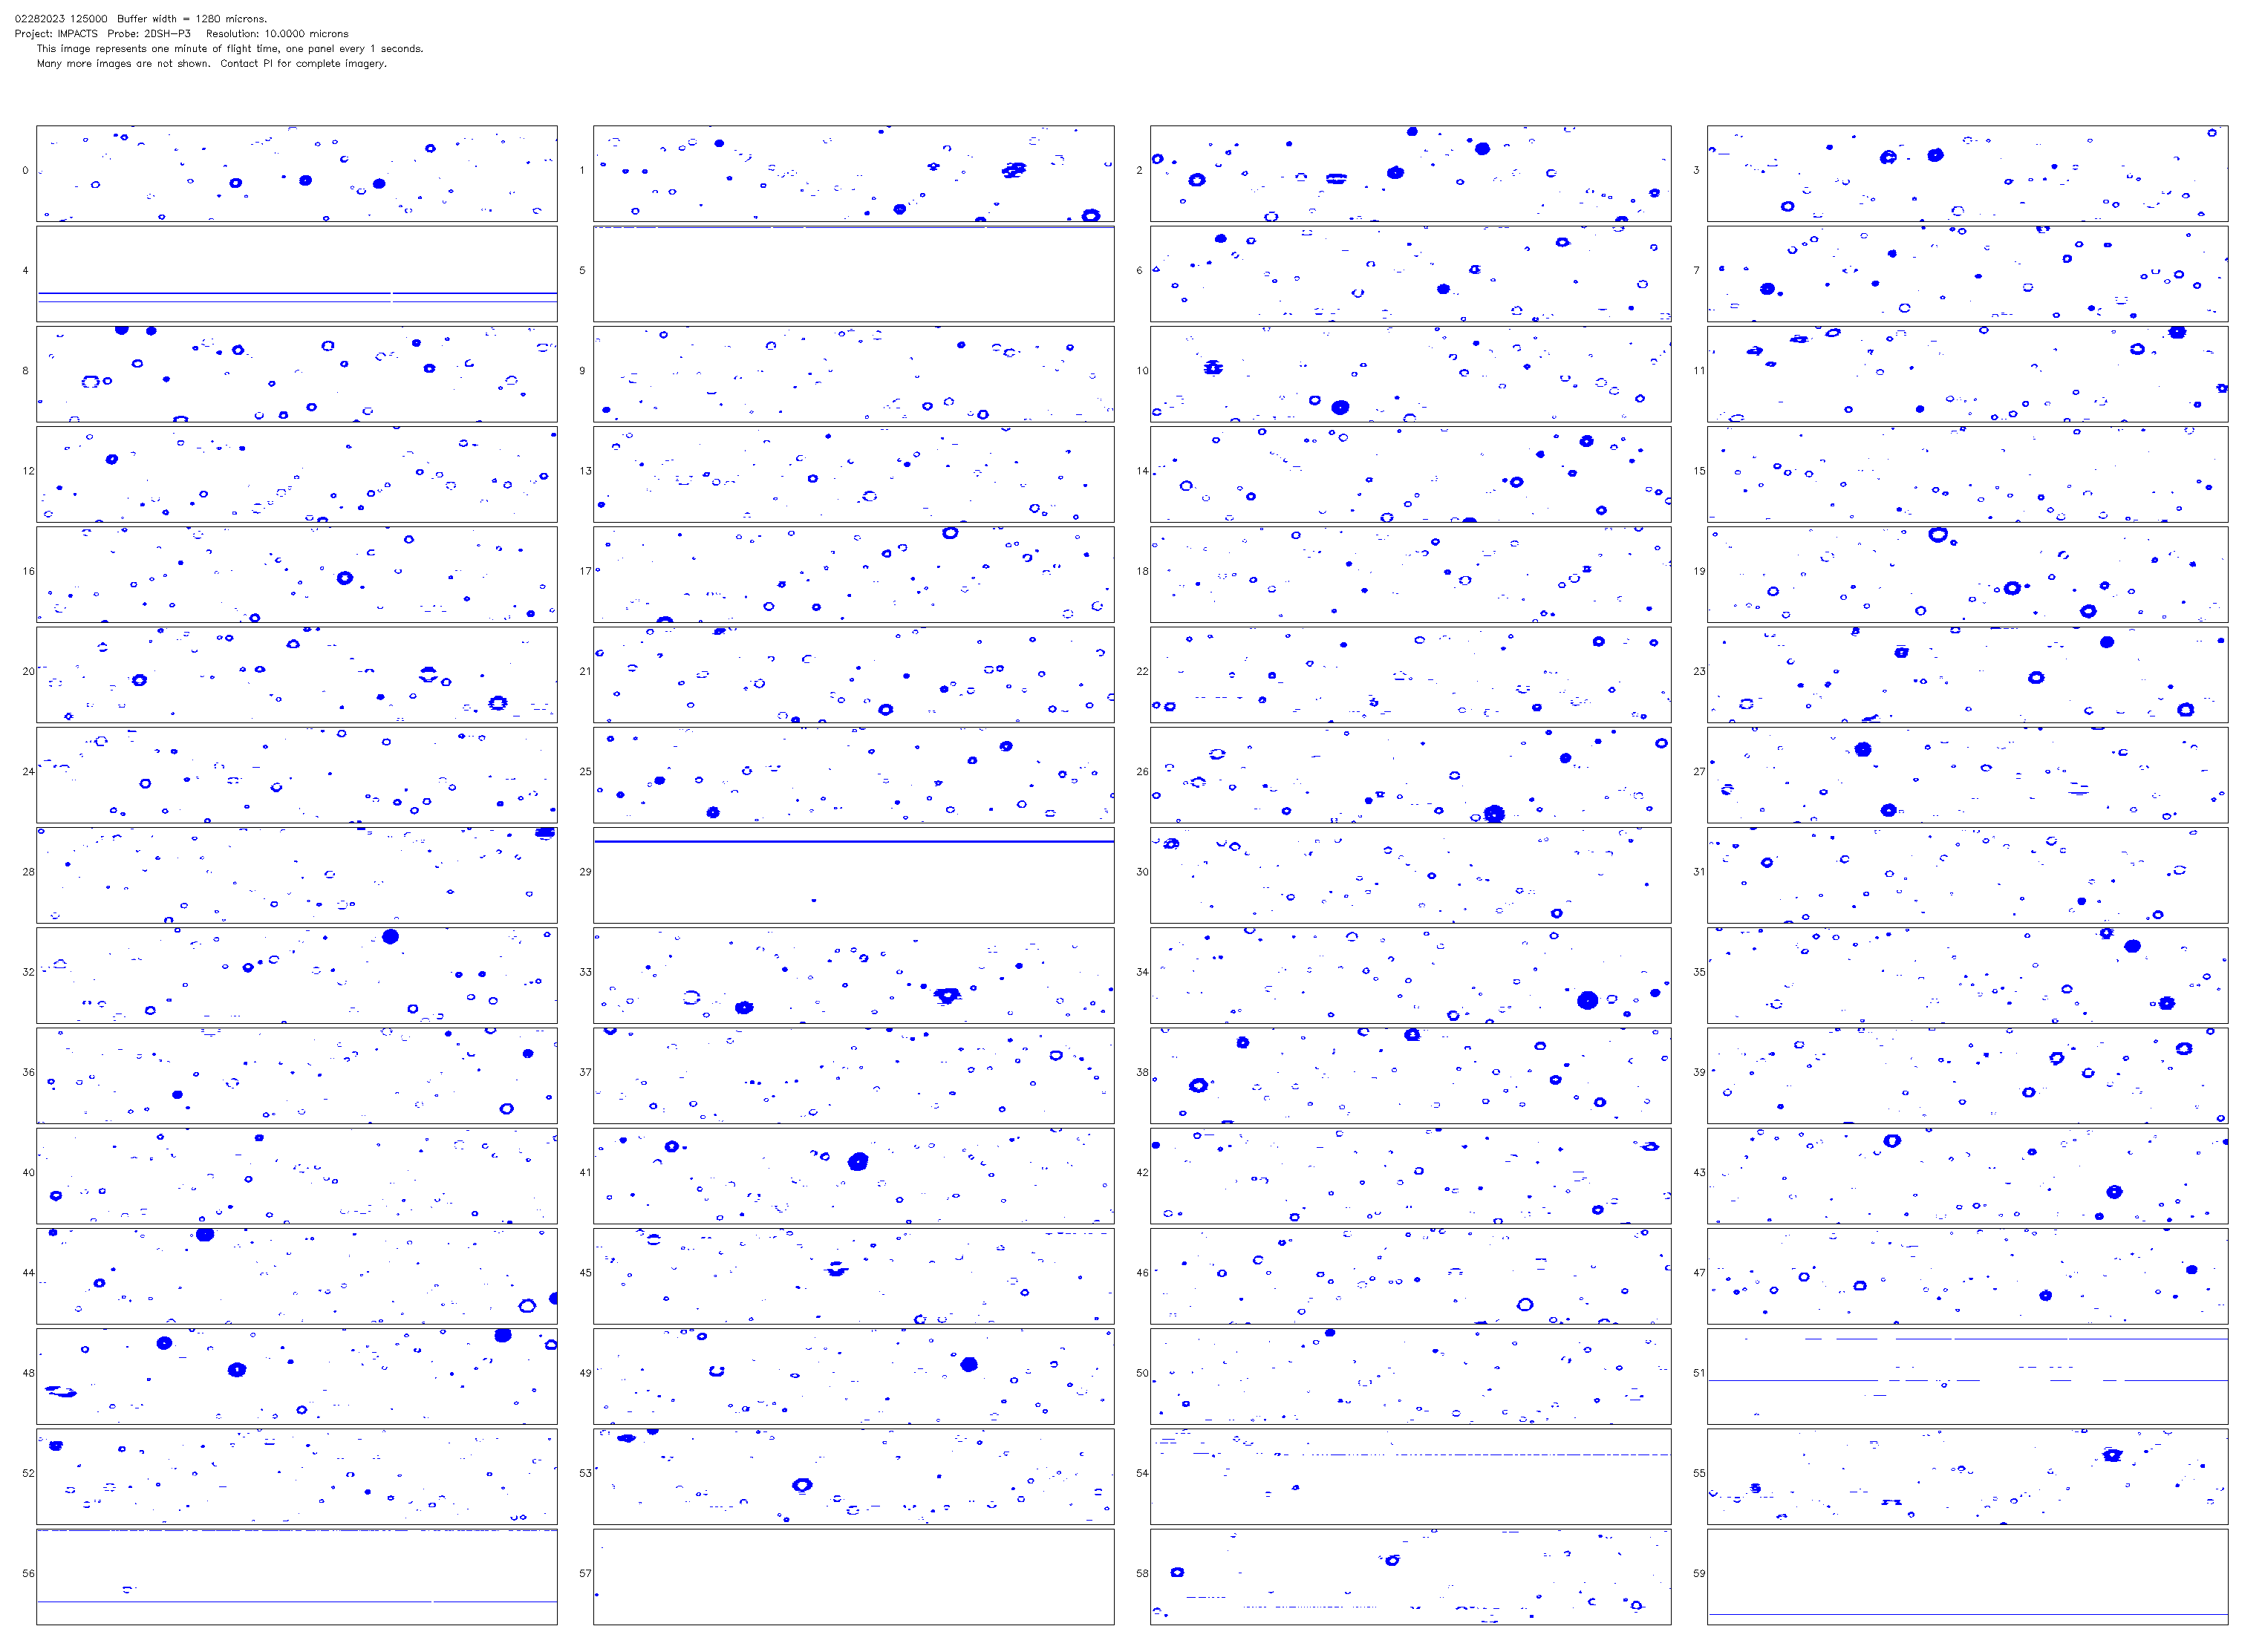 02282023 125000  Buffer width = 1280 microns.
Project: IMPACTS  Probe: 2DSH-P3  Resolution: 10.0000 microns
This image represents one minute of flight time, one panel every 1 seconds.
Many more images are not shown.  Contact PI for complete imagery.
0 1 2 3
4 5 6 7
8 9 10 11
12 13 14 15
16 17 18 19
20 21 22 23
24 25 26 27
28 29 30 31
32 33 34 35
36 37 38 39
40 41 42 43
44 45 46 47
48 49 50 51
52 53 54 55
56 57 58 59